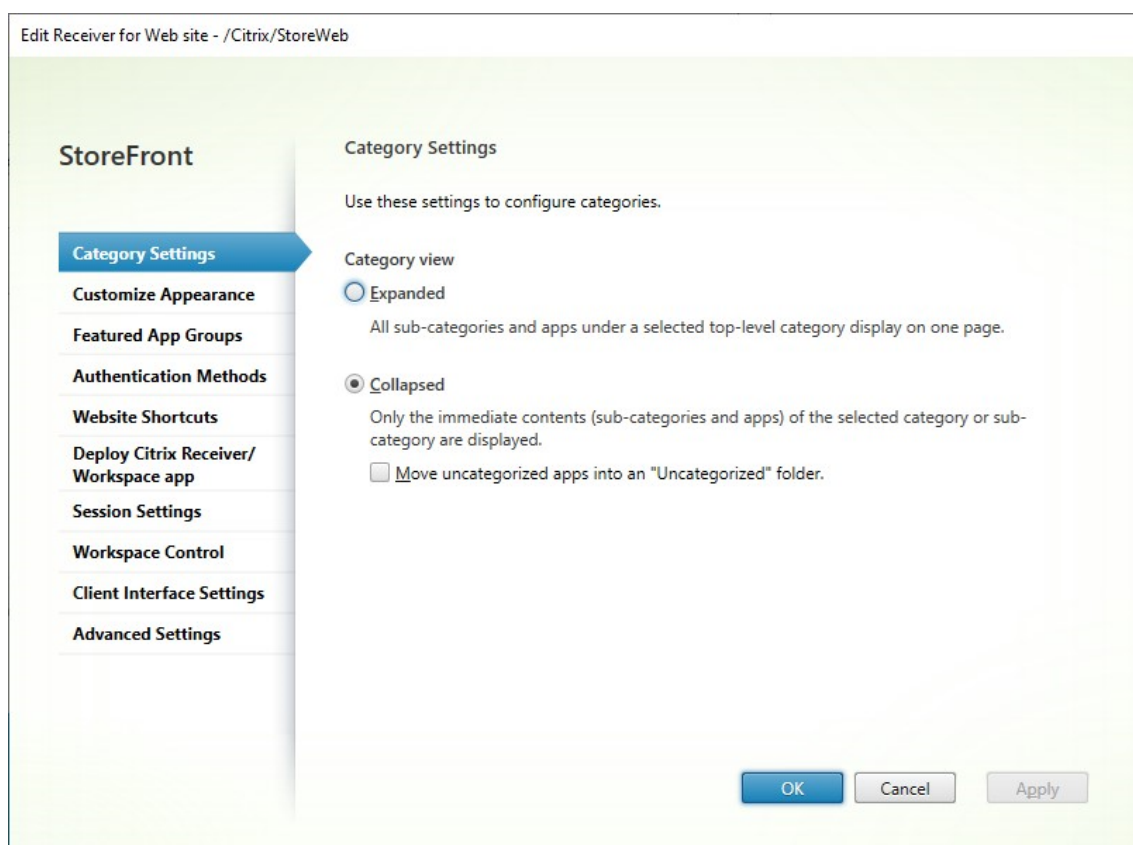 Edit Receiver for Web site - /Citrix/StoreWeb
StoreFront
Category Settings
Customize Appearance
Featured App Groups
Authentication Methods
Website Shortcuts
Deploy Citrix Receiver/
Workspace app
Session Settings
Workspace Control
Client Interface Settings
Advanced Settings
Category Settings
Use these settings to configure categories.
Category view
Expanded
All sub-categories and apps under a selected top-level category display on one page.
Collapsed
Only the immediate contents (sub-categories and apps) of the selected category or sub-
category are displayed.
Move uncategorized apps into an "Uncategorized" folder.
OK
Cancel
Apply